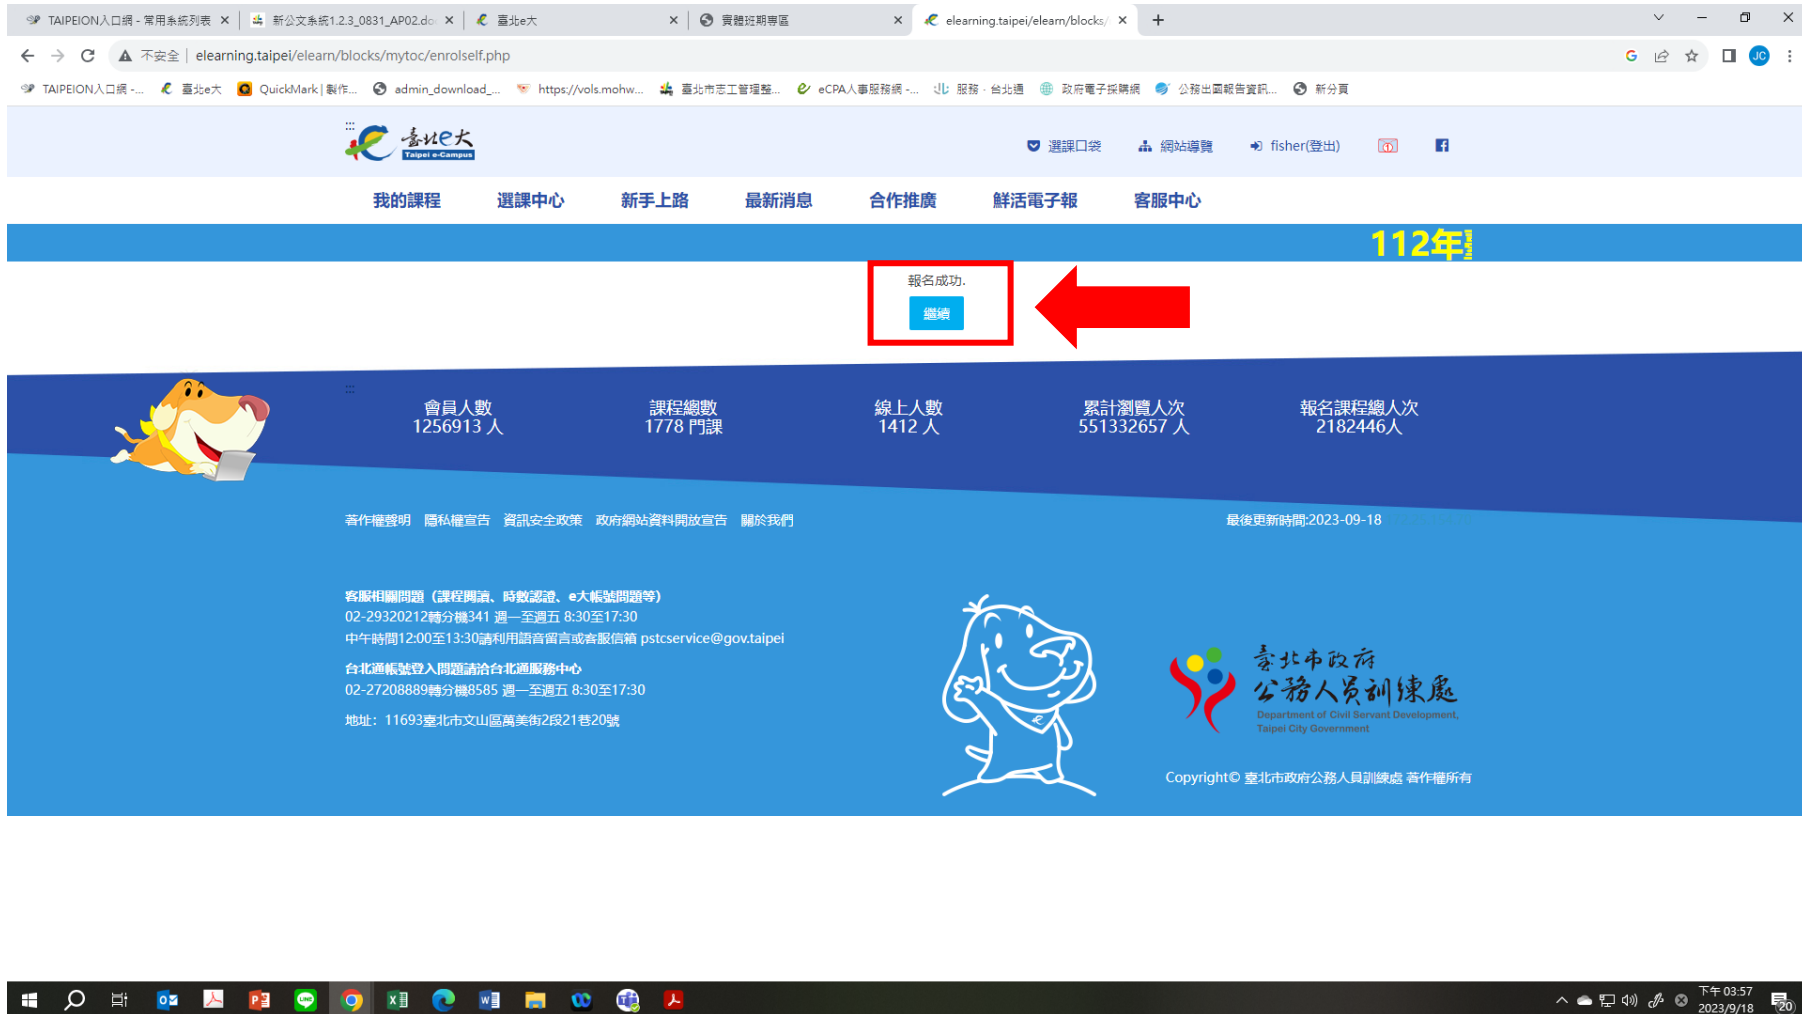 TAIPEION入口網 - 常用系統列表
新公文系統1.2.3_0831_AP02.do
臺北e大
實體班期專區
elearning.taipei/elearn/blocks/
不安全 | elearning.taipei/elearn/blocks/mytoc/enrolself.php
JC
TAIPEION入口網 -...
臺北e大
QuickMark | 製作...
admin_download_...
https://vols.mohw...
臺北市志工管理整...
eCPA人事服務網 -...
服務 · 台北通
政府電子採購網
公務出國報告資訊...
新分頁
臺北e大
Taipei e-Campus
選課口袋
網站導覽
fisher(登出)
我的課程
選課中心
新手上路
最新消息
合作推廣
鮮活電子報
客服中心
112年
報名成功.
繼續
會員人數
1256913 人
課程總數
1778 門課
線上人數
1412 人
累計瀏覽人次
551332657 人
報名課程總人次
2182446人
著作權聲明 隱私權宣告 資訊安全政策 政府網站資料開放宣告 關於我們
最後更新時間:2023-09-18
客服相關問題（課程閱讀、時數認證、e大帳號問題等）
02-29320212轉分機341 週一至週五 8:30至17:30
中午時間12:00至13:30請利用語音留言或客服信箱 pstcservice@gov.taipei
台北通帳號登入問題請洽台北通服務中心
02-27208889轉分機8585 週一至週五 8:30至17:30
地址：11693臺北市文山區萬美街2段21巷20號
臺北市政府
公務人員訓練處
Department of Civil Servant Development,
Taipei City Government
Copyright© 臺北市政府公務人員訓練處 著作權所有
下午 03:57
2023/9/18
20